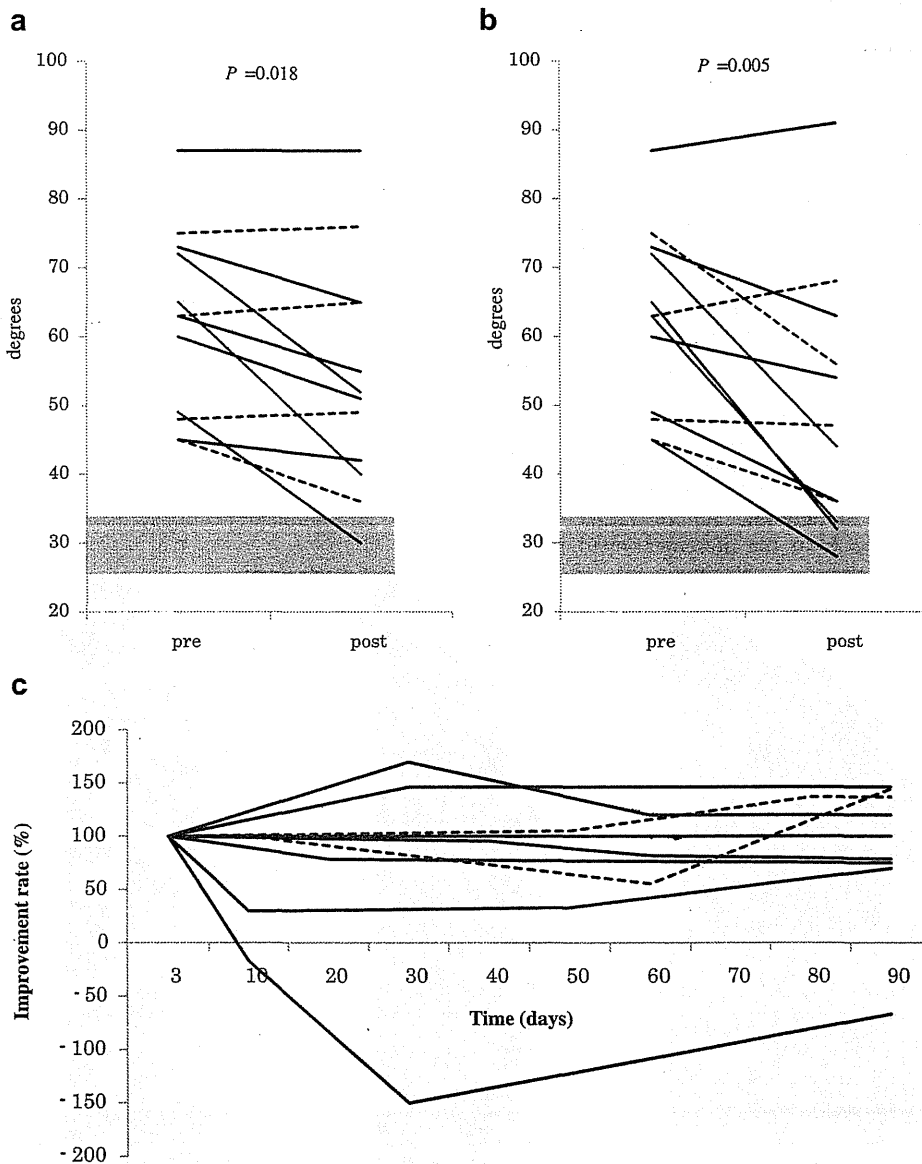 a
P =0.018
100
90
80
70
60
50
40
30
20
degrees
pre post
b
P =0.005
100
90
80
70
60
50
40
30
20
degrees
pre post
c
200
150
100
50
0
- 50
- 100
- 150
- 200
Improvement rate (%)
3 10 20 30 40 50 60 70 80 90
Time (days)